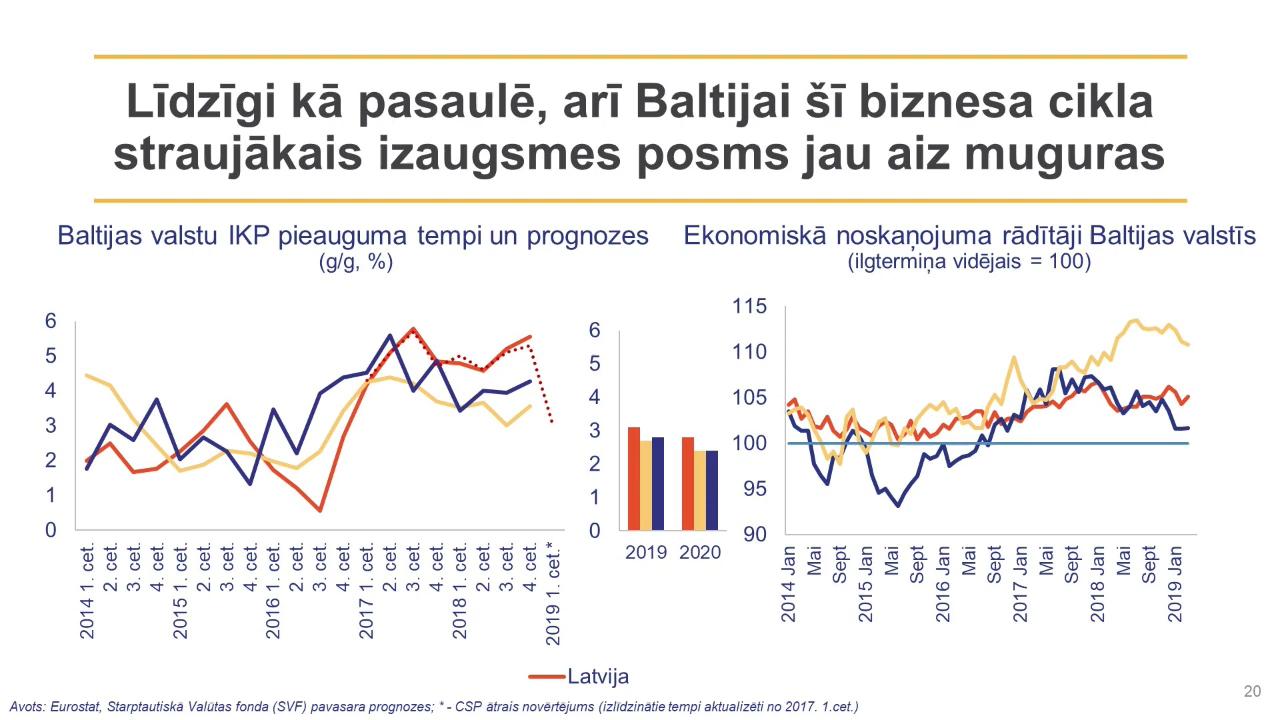 Līdzīgi kā pasaulē, arī Baltijai šī biznesa cikla
straujākais izaugsmes posms jau aiz muguras
Baltijas valstu IKP pieauguma tempi un prognozes
(g/g, %)
6
5
4
3
2
1
0
2014 1. cet.
2. cet.
3. cet.
4. cet.
2015 1. cet.
2. cet.
3. cet.
4. cet.
2016 1. cet.
2. cet.
3. cet.
4. cet.
2017 1. cet.
2. cet.
3. cet.
4. cet.
2018 1. cet.
2. cet.
3. cet.
4. cet.
2019 1. cet.*
6
5
4
3
2
1
0
2019 2020
Ekonomiskā noskaņojuma rādītāji Baltijas valstīs
(ilgtermiņa vidējais = 100)
115
110
105
100
95
90
2014 Jan
Mai
Sept
2015 Jan
Mai
Sept
2016 Jan
Mai
Sept
2017 Jan
Mai
Sept
2018 Jan
Mai
Sept
2019 Jan
Latvija
20
Avots: Eurostat, Starptautiskā Valūtas fonda (SVF) pavasara prognozes; * - CSP ātrais novērtējums (izlīdzinātie tempi aktualizēti no 2017. 1.cet.)